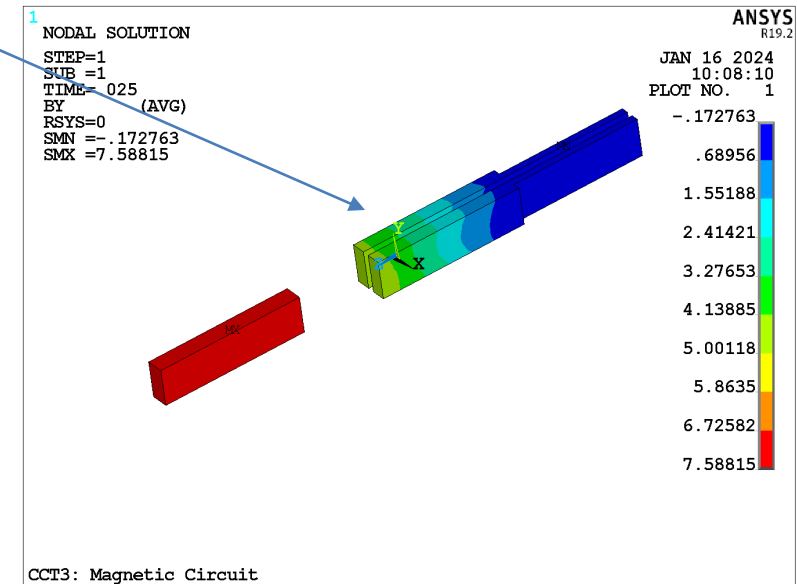 1
NODAL SOLUTION
STEP=1
SUB =1
TIME= 025
BY (AVG)
RSYS=0
SMN =-.172763
SMX =7.58815
ANSYS
R19.2
JAN 16 2024
10:08:10
PLOT NO. 1
-.172763
.68956
1.55188
2.41421
3.27653
4.13885
5.00118
5.8635
6.72582
7.58815
Y
Z
X
MX
CCT3: Magnetic Circuit